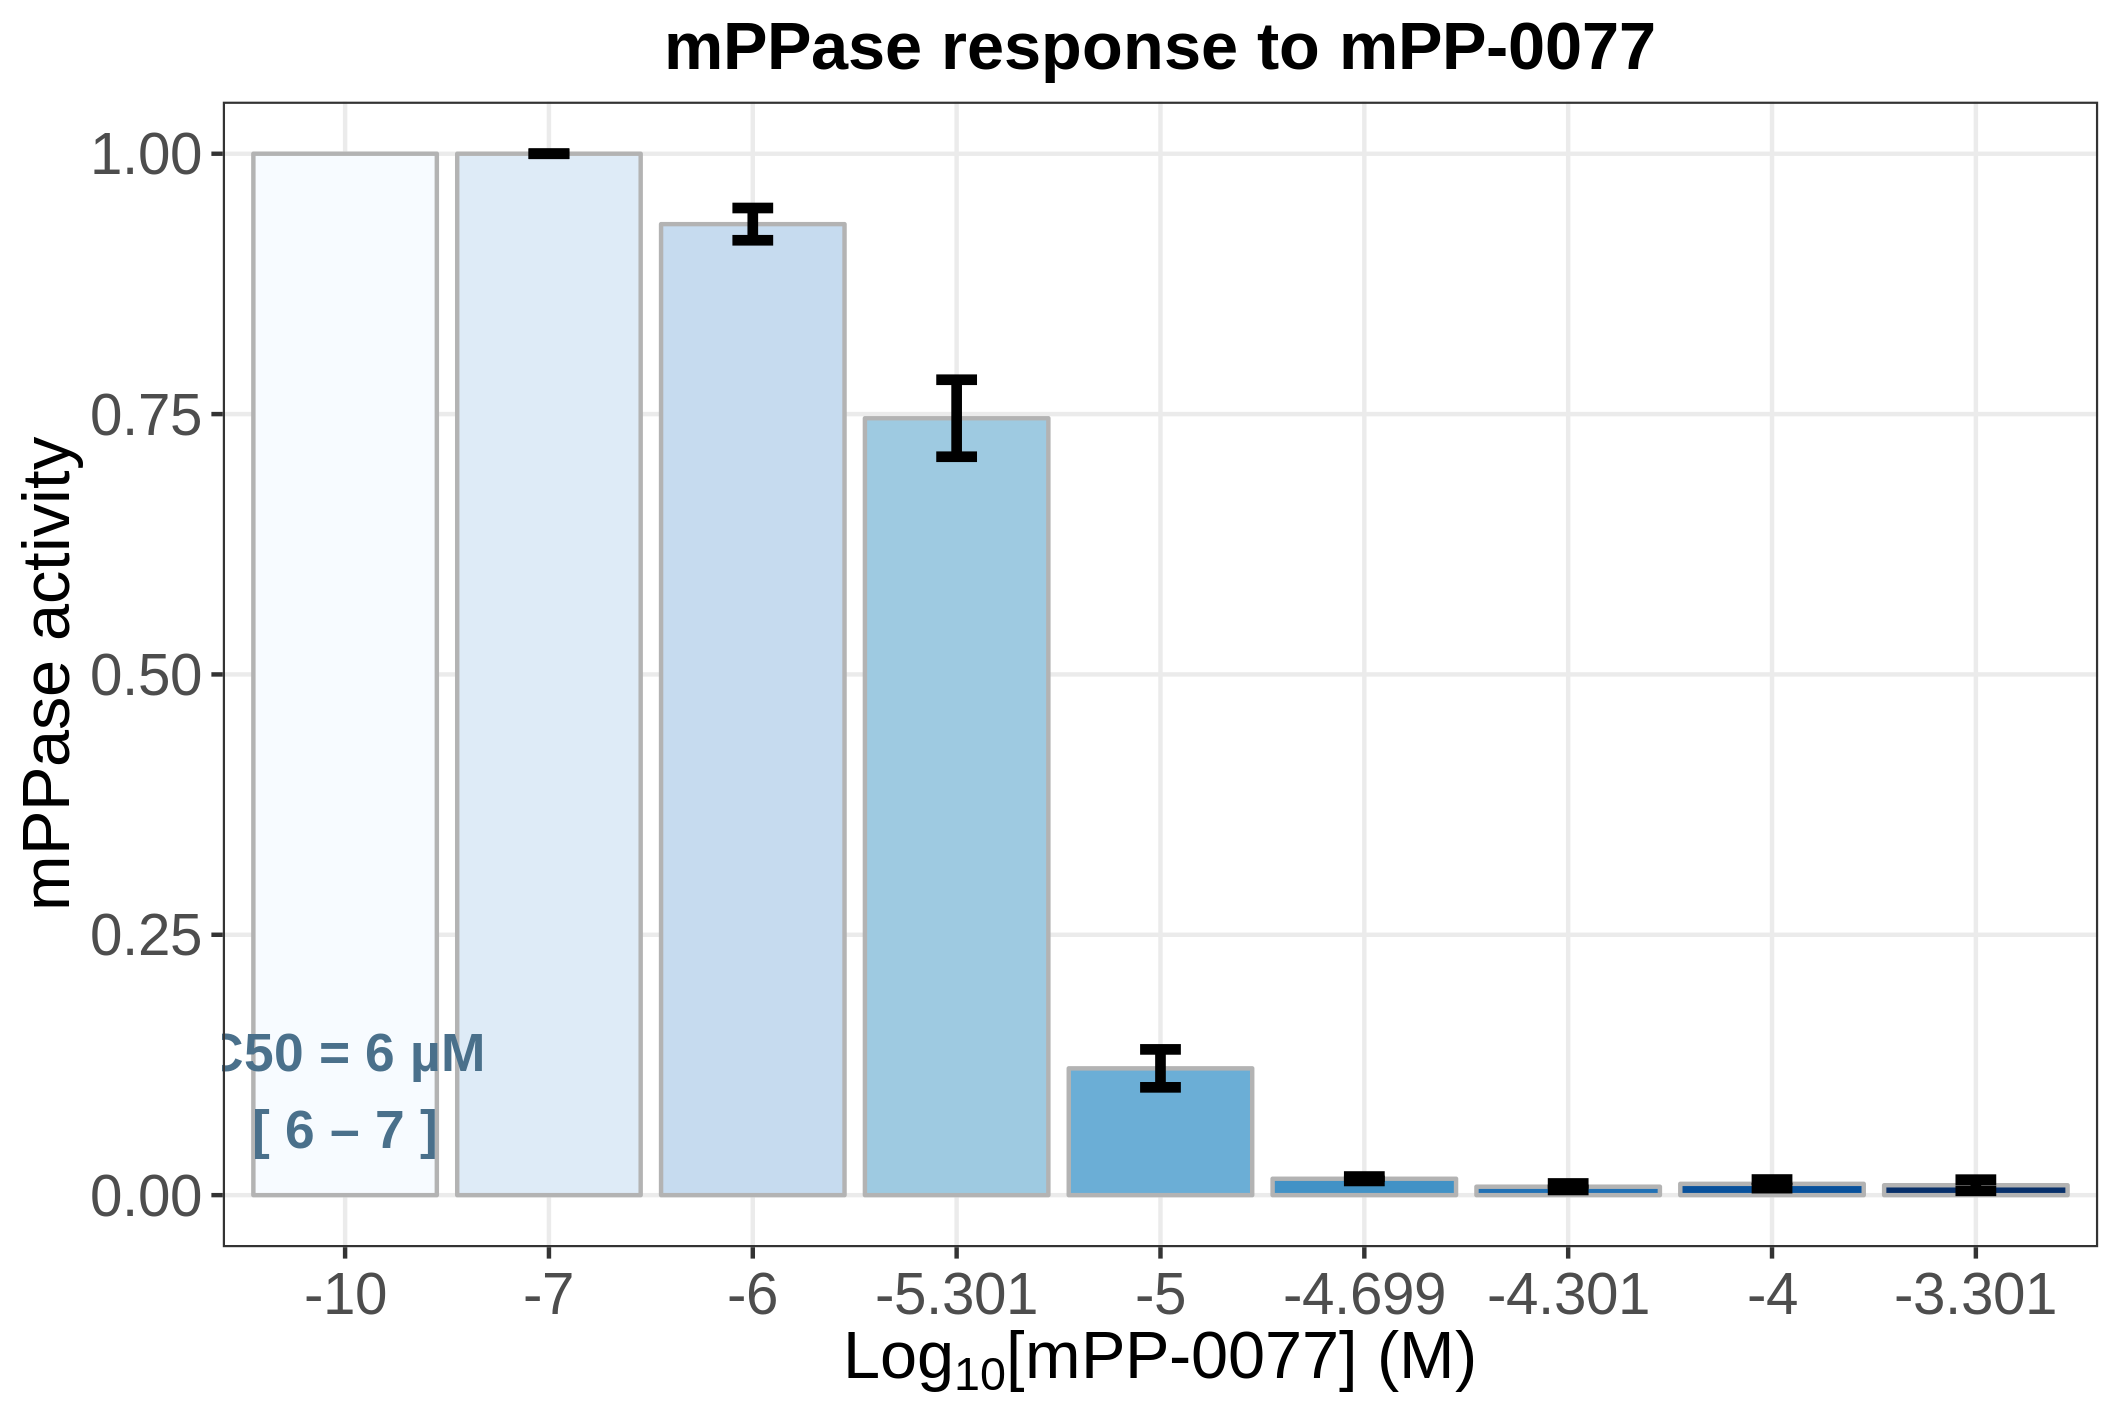 mPPase response to mPP-0077
mPPase activity
1.00
0.75
0.50
0.25
0.00
C50 = 6 µM
[ 6 – 7 ]
-10 -7 -6 -5.301 -5 -4.699 -4.301 -4 -3.301
Log10[mPP-0077] (M)